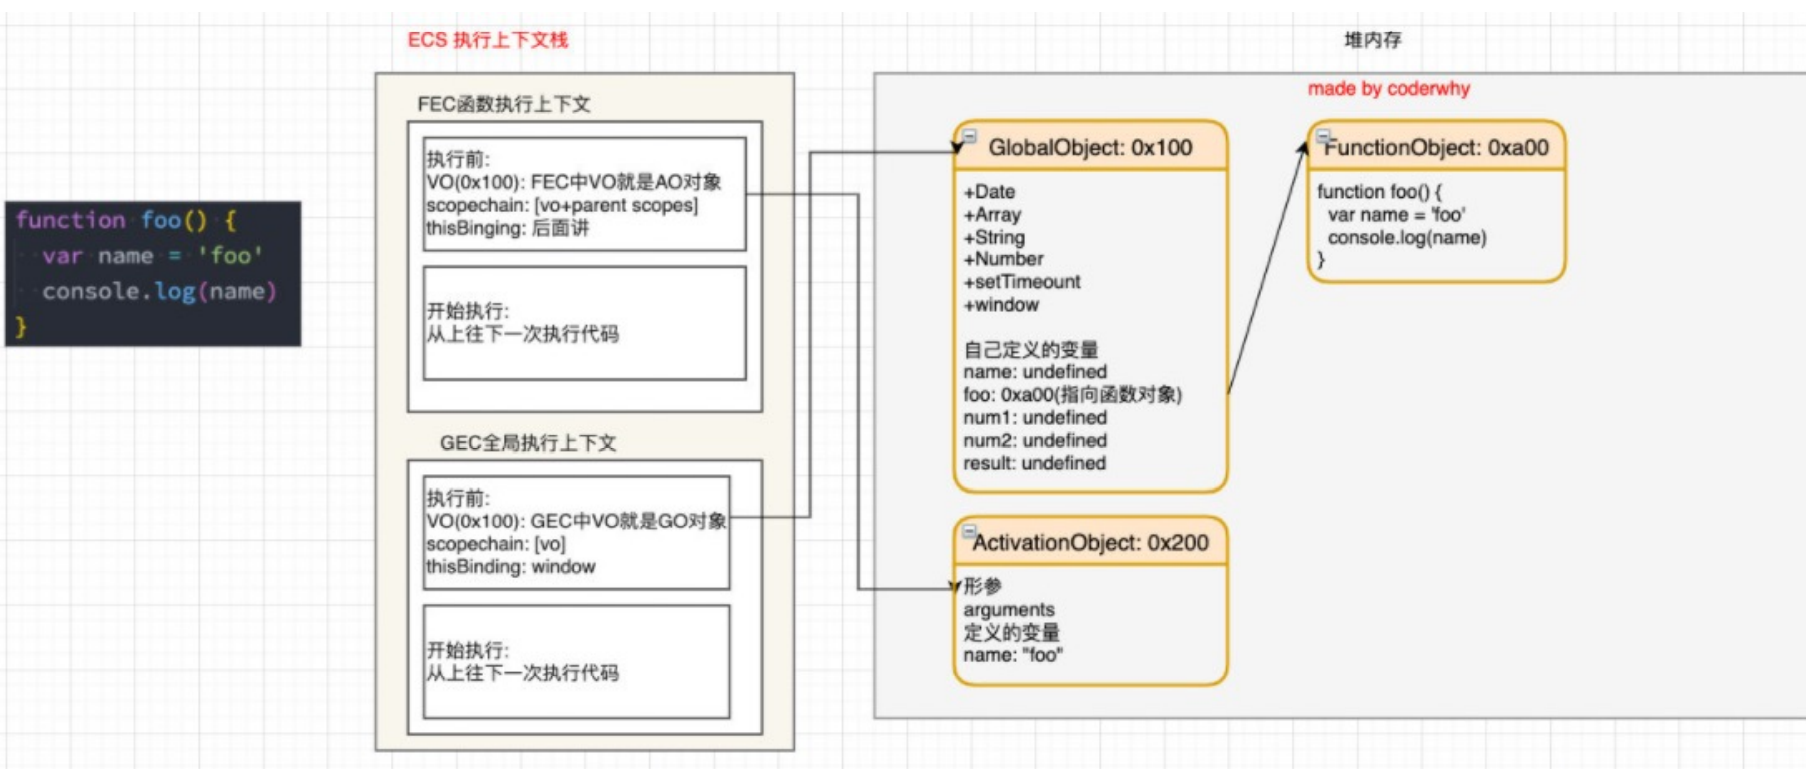 ECS 执行上下文栈
堆内存
function foo() {
var name = 'foo'
console.log(name)
}
FEC函数执行上下文
执行前:
VO(0x100): FEC中VO就是AO对象
scopechain: [vo+parent scopes]
thisBinging: 后面讲
开始执行:
从上往下一次执行代码
GEC全局执行上下文
执行前:
VO(0x100): GEC中VO就是GO对象
scopechain: [vo]
thisBinding: window
开始执行:
从上往下一次执行代码
made by coderwhy
GlobalObject: 0x100
+Date
+Array
+String
+Number
+setTimeount
+window
自己定义的变量
name: undefined
foo: 0xa00(指向函数对象)
num1: undefined
num2: undefined
result: undefined
FunctionObject: 0xa00
function foo() {
var name = 'foo'
console.log(name)
}
ActivationObject: 0x200
形参
arguments
定义的变量
name: "foo"